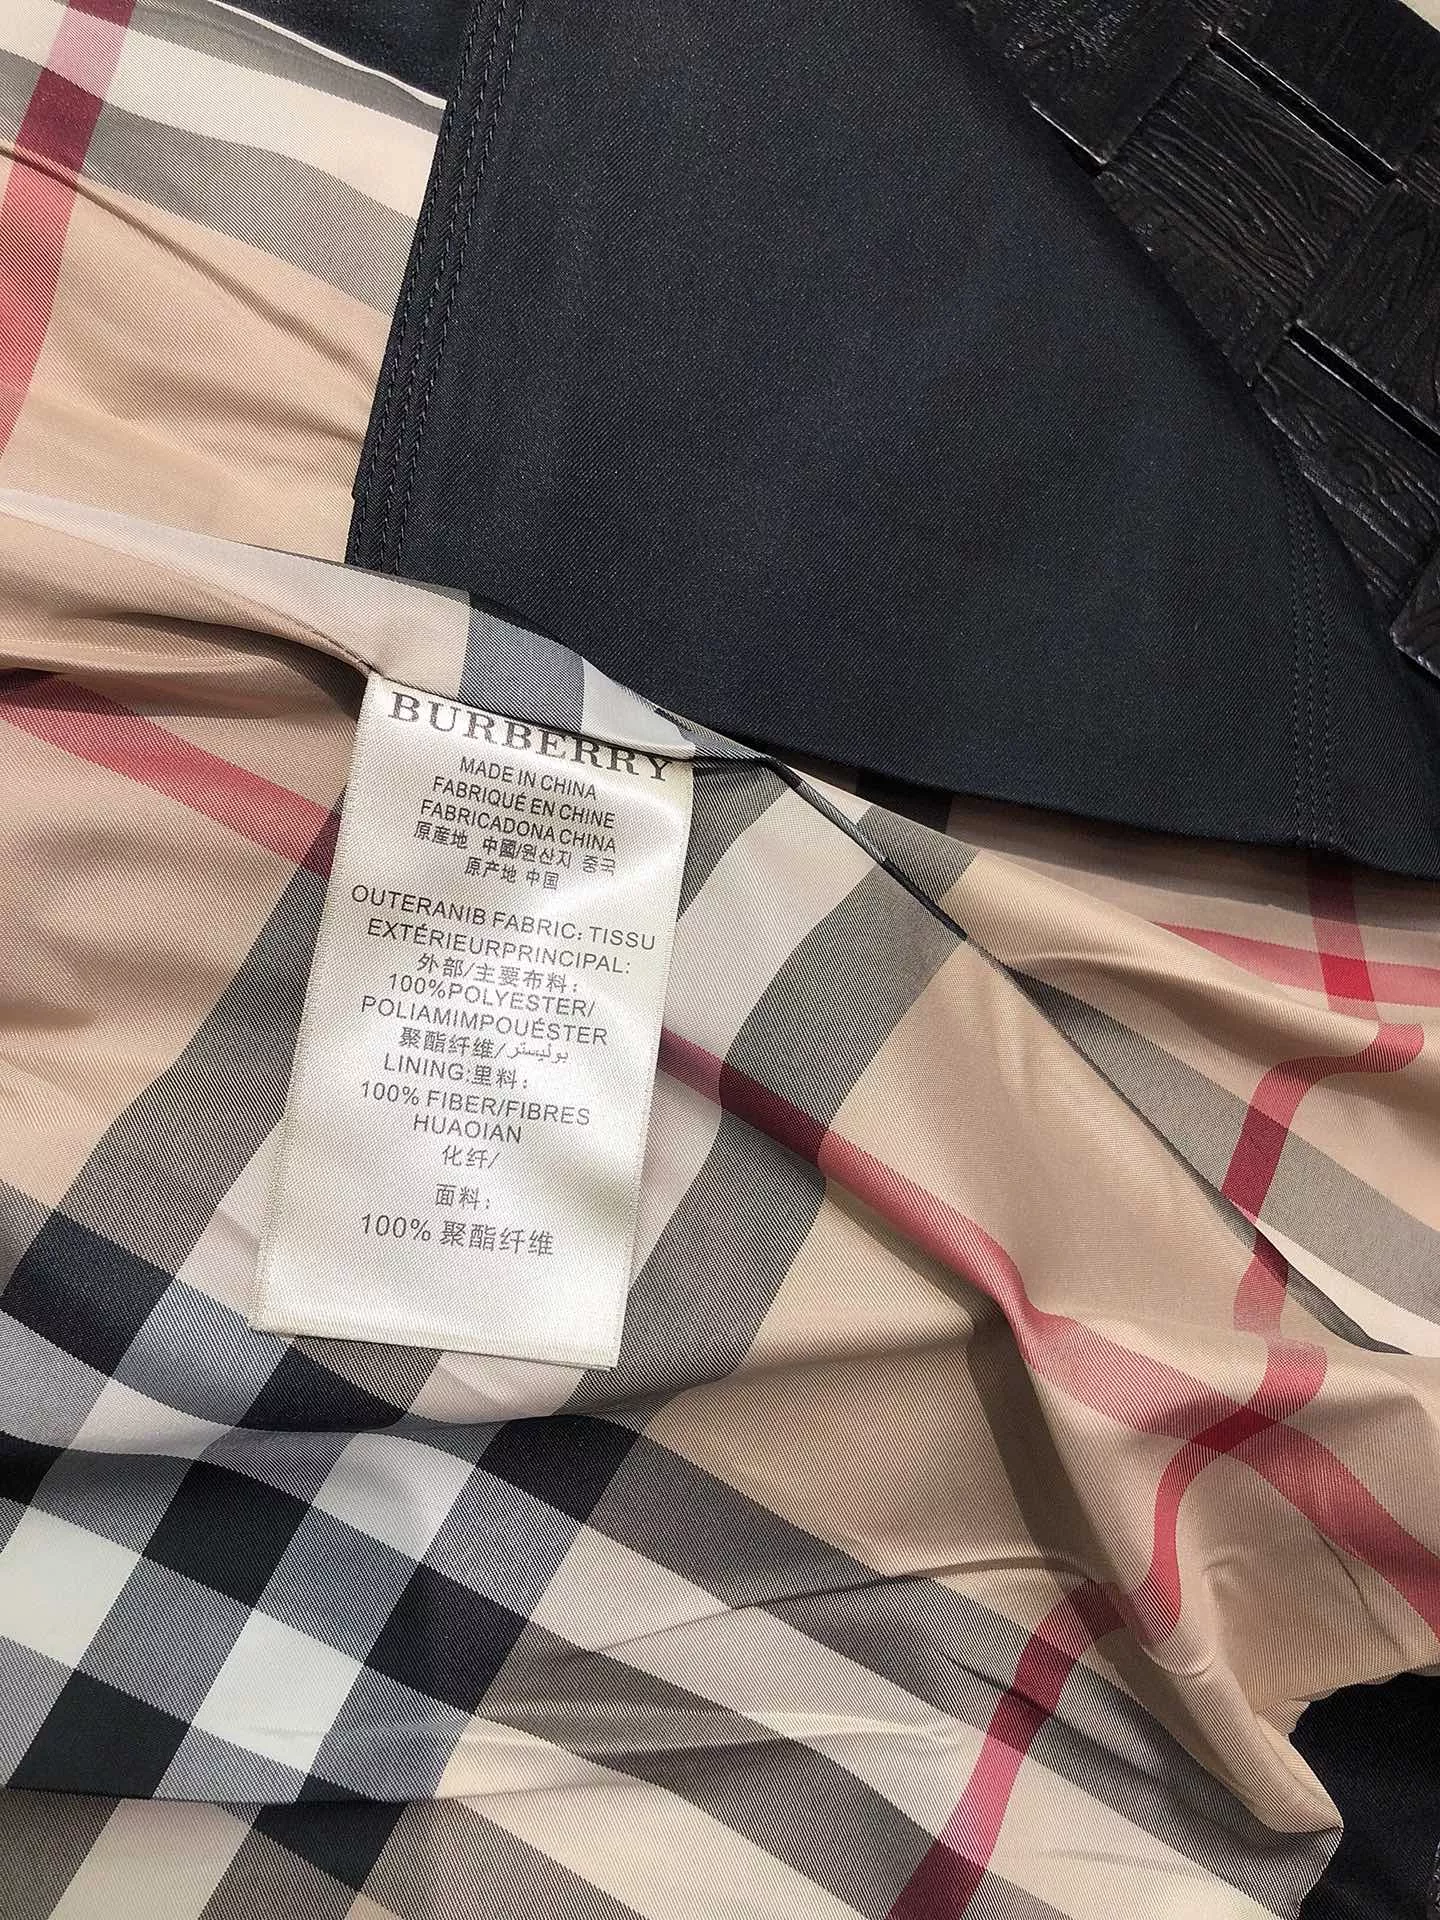 BURBERRY
MADE IN CHINA
FABRIQUÉ EN CHINE
FABRICADONA CHINA
原産地 中國/원산지 중국
原产地 中国
OUTERANIB FABRIC: TISSU
EXTÉRIEURPRINCIPAL:
外部/主要布料:
100%POLYESTER/
POLIAMIMPOUÉSTER
聚酯纤维/بوليستر
LINING:里料:
100% FIBER/FIBRES
HUAOIAN
化纤/
面料:
100% 聚酯纤维